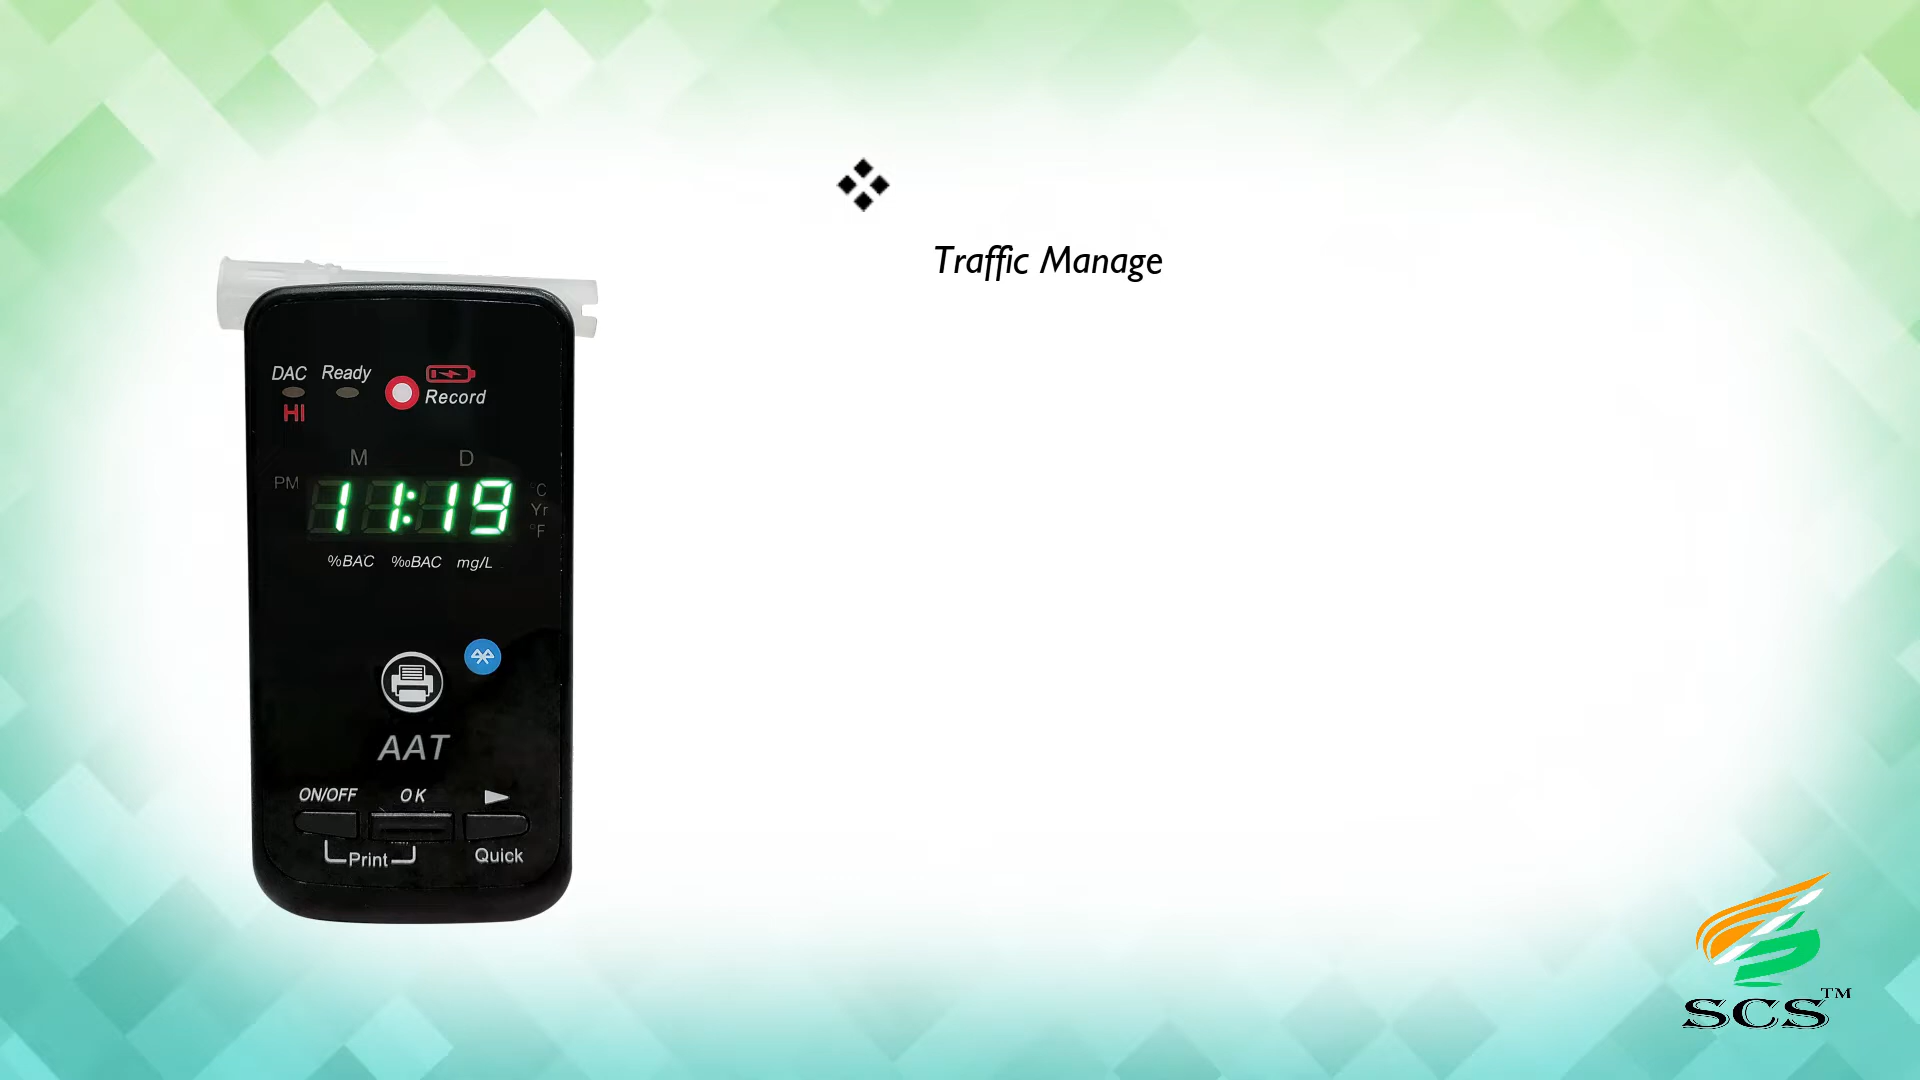 Traffic Manage
DAC Ready
HI
Record
M D
PM
11:19
°C
Yr
°F
%BAC ‰BAC mg/L
AAT
ON/OFF OK
Print
Quick
SCS™